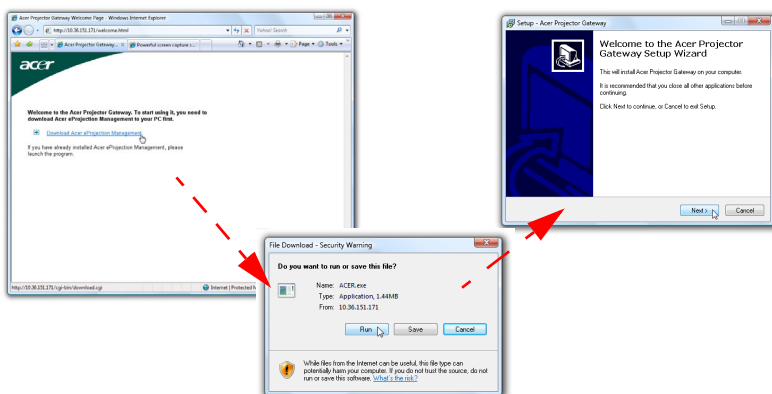 Acer Projector Gateway Welcome Page - Windows Internet Explorer
http://10.36.151.171/welcome.html
Yahoo! Search
Acer Projector Gateway...
Powerful screen capture s...
Page
Tools
acer
Welcome to the Acer Projector Gateway. To start using it, you need to
download Acer eProjection Management to your PC first.
Download Acer eProjection Management
If you have already installed Acer eProjection Management, please
launch the program.
http://10.36.151.171/cgi-bin/download.cgi
Internet | Protected
File Download - Security Warning
Do you want to run or save this file?
Name: ACER.exe
Type: Application, 1.44MB
From: 10.36.151.171
Run
Save
Cancel
While files from the Internet can be useful, this file type can
potentially harm your computer. If you do not trust the source, do not
run or save this software. What's the risk?
Setup - Acer Projector Gateway
Welcome to the Acer Projector
Gateway Setup Wizard
This will install Acer Projector Gateway on your computer.
It is recommended that you close all other applications before
continuing.
Click Next to continue, or Cancel to exit Setup.
Next >
Cancel